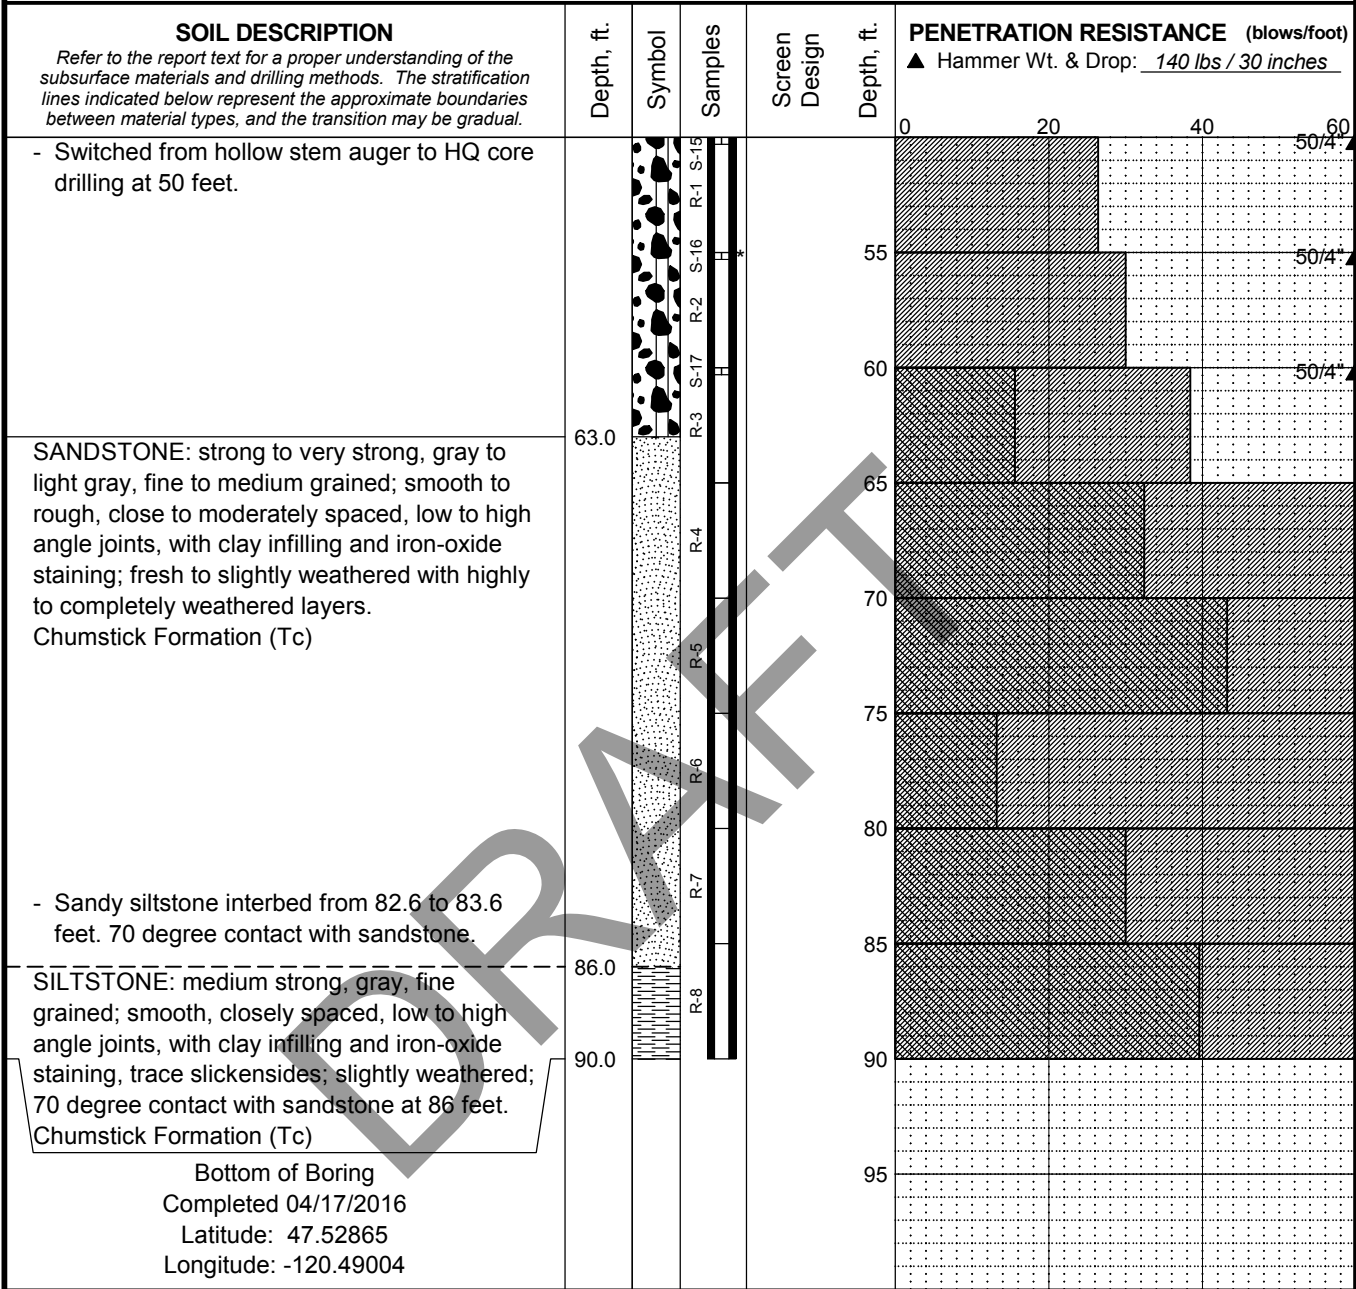 SOIL DESCRIPTION
Refer to the report text for a proper understanding of the
subsurface materials and drilling methods. The stratification
lines indicated below represent the approximate boundaries
between material types, and the transition may be gradual.
Depth, ft.
Symbol
Samples
Screen
Design
Depth, ft.
PENETRATION RESISTANCE (blows/foot)
▲ Hammer Wt. & Drop: 140 lbs / 30 inches
0 20 40 60
- Switched from hollow stem auger to HQ core
drilling at 50 feet.
S-15
50/4"
R-1
S-16
*
55
50/4"
R-2
S-17
60
50/4"
R-3
63.0
SANDSTONE: strong to very strong, gray to
light gray, fine to medium grained; smooth to
rough, close to moderately spaced, low to high
angle joints, with clay infilling and iron-oxide
staining; fresh to slightly weathered with highly
to completely weathered layers.
Chumstick Formation (Tc)
65
R-4
70
R-5
75
R-6
80
R-7
- Sandy siltstone interbed from 82.6 to 83.6
feet. 70 degree contact with sandstone.
85
86.0
SILTSTONE: medium strong, gray, fine
grained; smooth, closely spaced, low to high
angle joints, with clay infilling and iron-oxide
staining, trace slickensides; slightly weathered;
70 degree contact with sandstone at 86 feet.
Chumstick Formation (Tc)
R-8
90.0
90
Bottom of Boring
Completed 04/17/2016
Latitude: 47.52865
Longitude: -120.49004
95
DRAFT